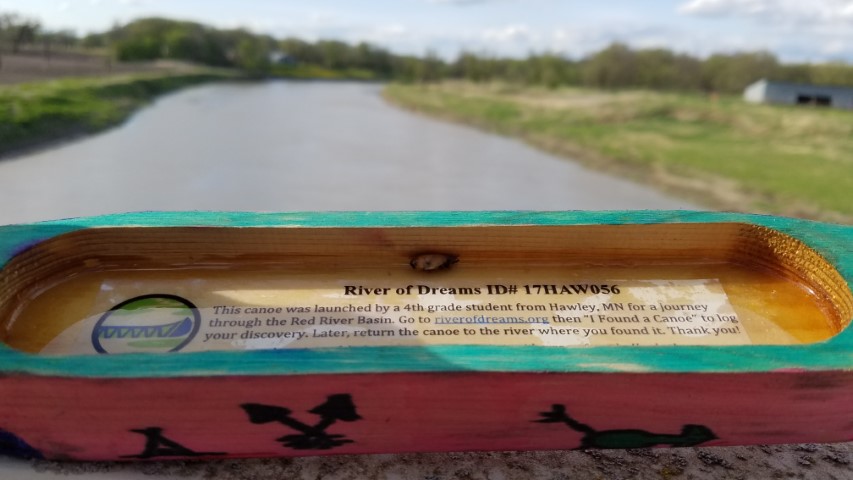 River of Dreams ID# 17HAW056
This canoe was launched by a 4th grade student from Hawley, MN for a journey
through the Red River Basin. Go to riverofdreams.org then "I Found a Canoe" to log
your discovery. Later, return the canoe to the river where you found it. Thank you!